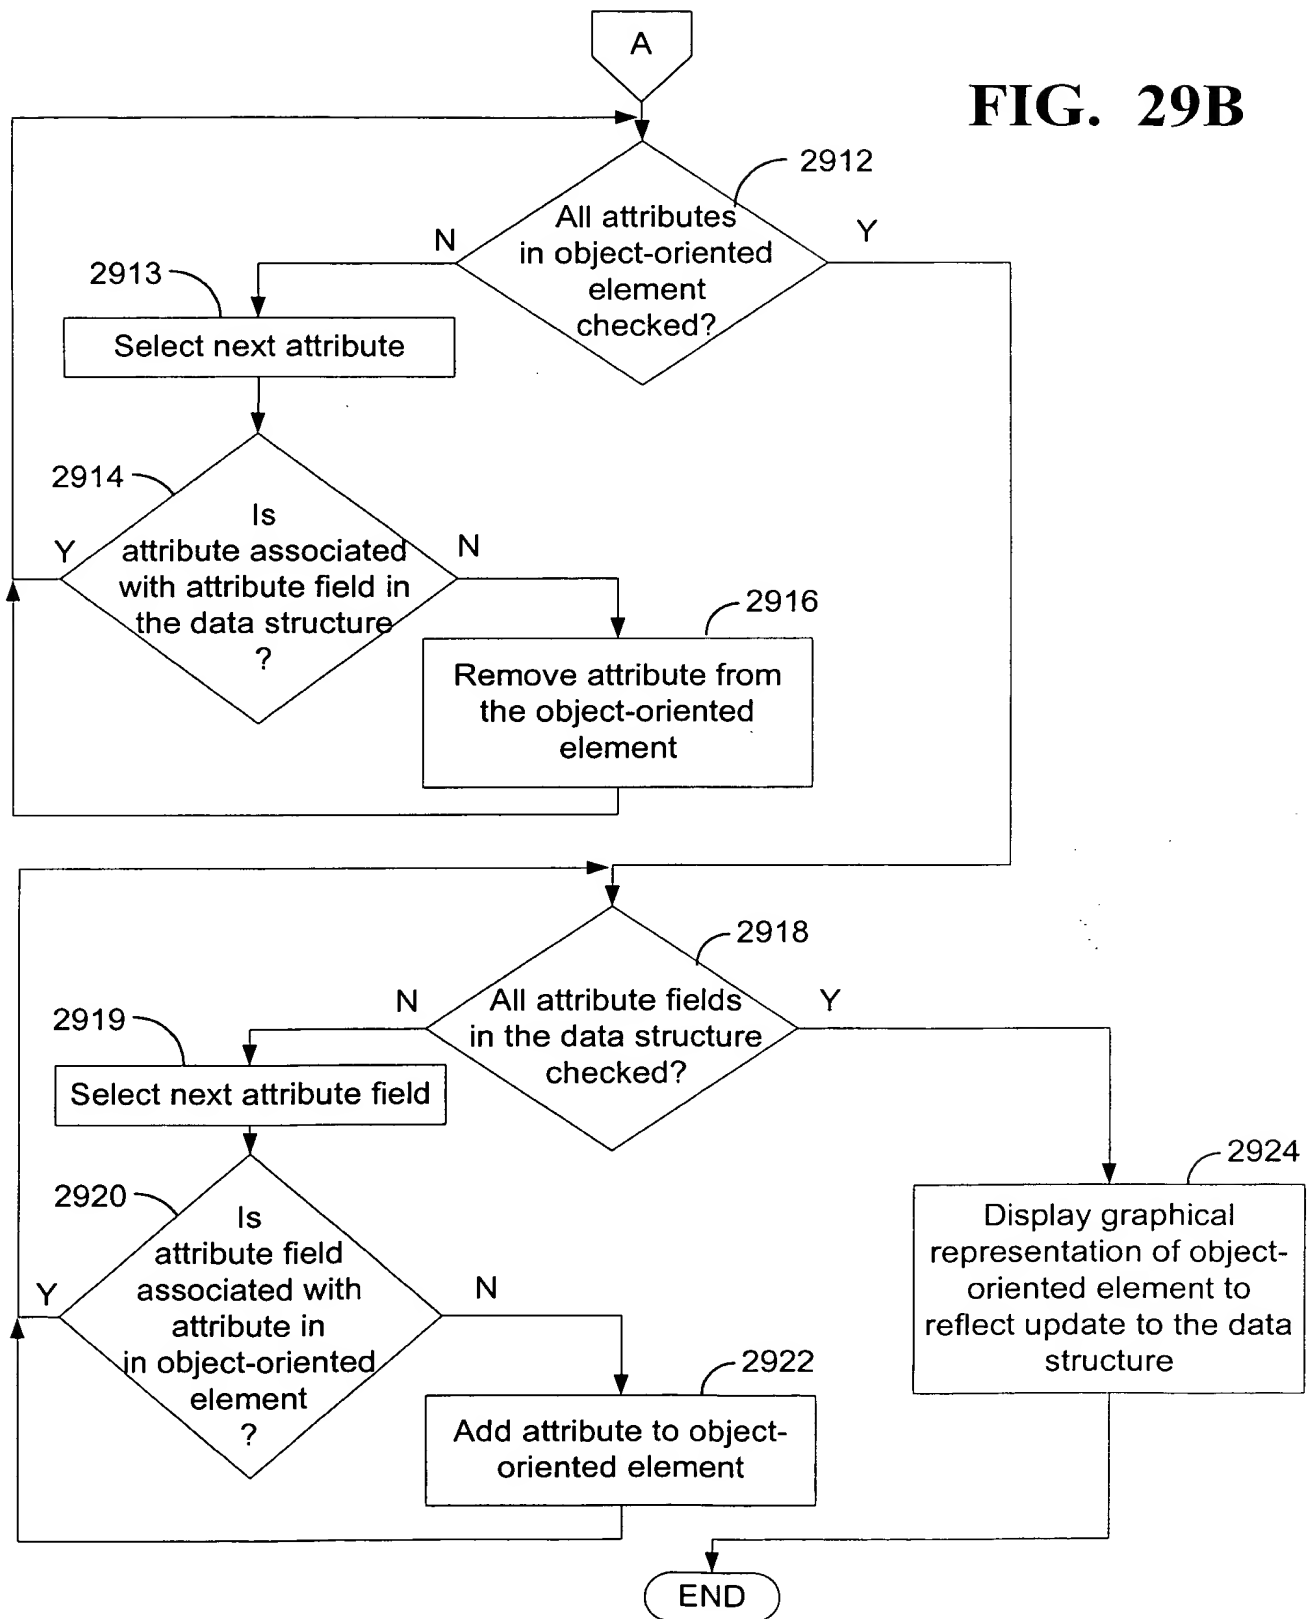 A
FIG. 29B
2912
All attributes
in object-oriented
element
checked?
N
Y
2913
Select next attribute
2914
Is
attribute associated
with attribute field in
the data structure
?
Y
N
2916
Remove attribute from
the object-oriented
element
2918
All attribute fields
in the data structure
checked?
N
Y
2919
Select next attribute field
2920
Is
attribute field
associated with
attribute in
in object-oriented
element
?
Y
N
2922
Add attribute to object-
oriented element
2924
Display graphical
representation of object-
oriented element to
reflect update to the data
structure
END